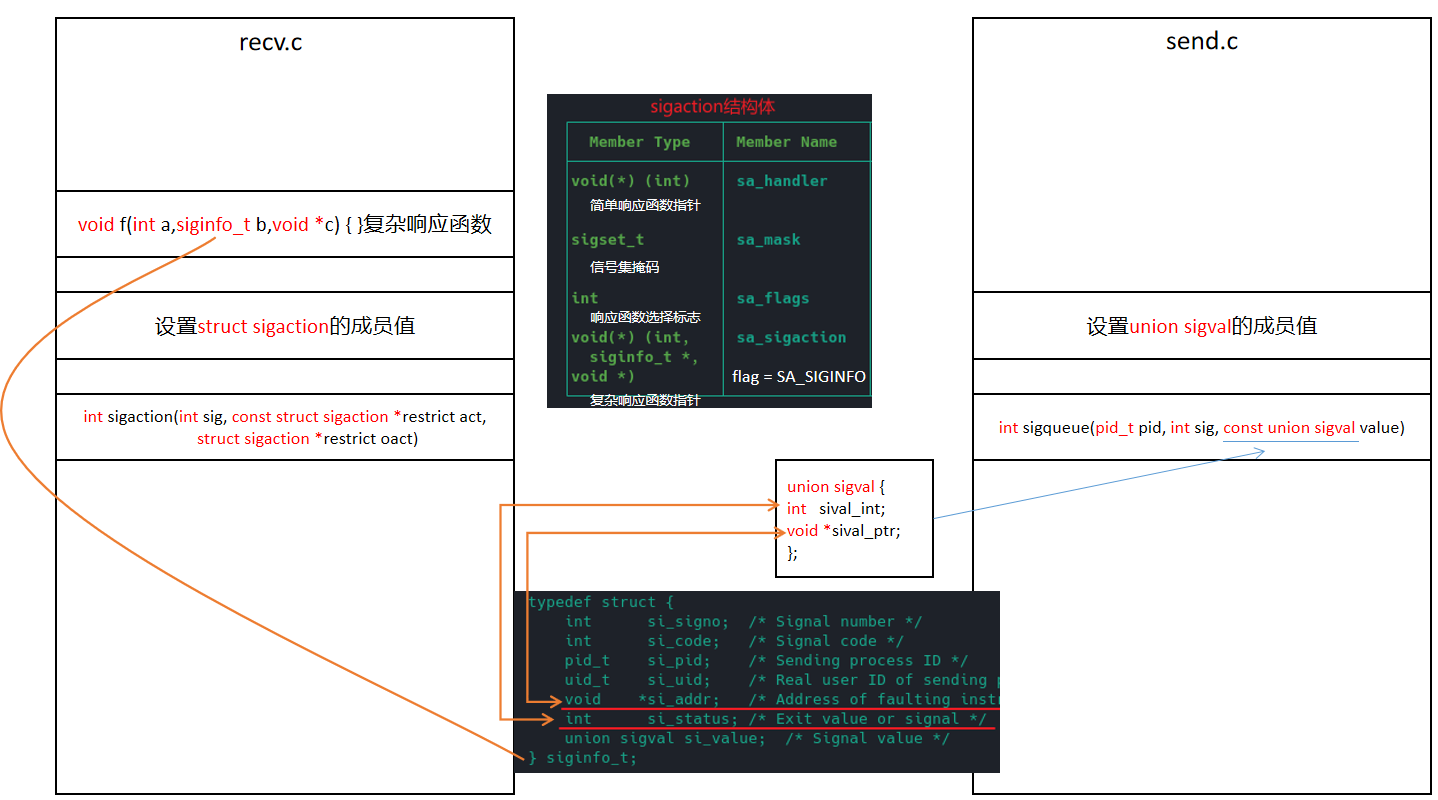 recv.c
void f(int a,siginfo_t b,void *c) { }复杂响应函数
设置struct sigaction的成员值
int sigaction(int sig, const struct sigaction *restrict act,
struct sigaction *restrict oact)
sigaction结构体
Member Type Member Name
void(*) (int) sa_handler
简单响应函数指针
sigset_t sa_mask
信号集掩码
int sa_flags
响应函数选择标志
void(*) (int, sa_sigaction
siginfo_t *,
void *) flag = SA_SIGINFO
复杂响应函数指针
union sigval {
int sival_int;
void *sival_ptr;
};
typedef struct {
int si_signo; /* Signal number */
int si_code; /* Signal code */
pid_t si_pid; /* Sending process ID */
uid_t si_uid; /* Real user ID of sending
void *si_addr; /* Address of faulting inst
int si_status; /* Exit value or signal */
union sigval si_value; /* Signal value */
} siginfo_t;
send.c
设置union sigval的成员值
int sigqueue(pid_t pid, int sig, const union sigval value)